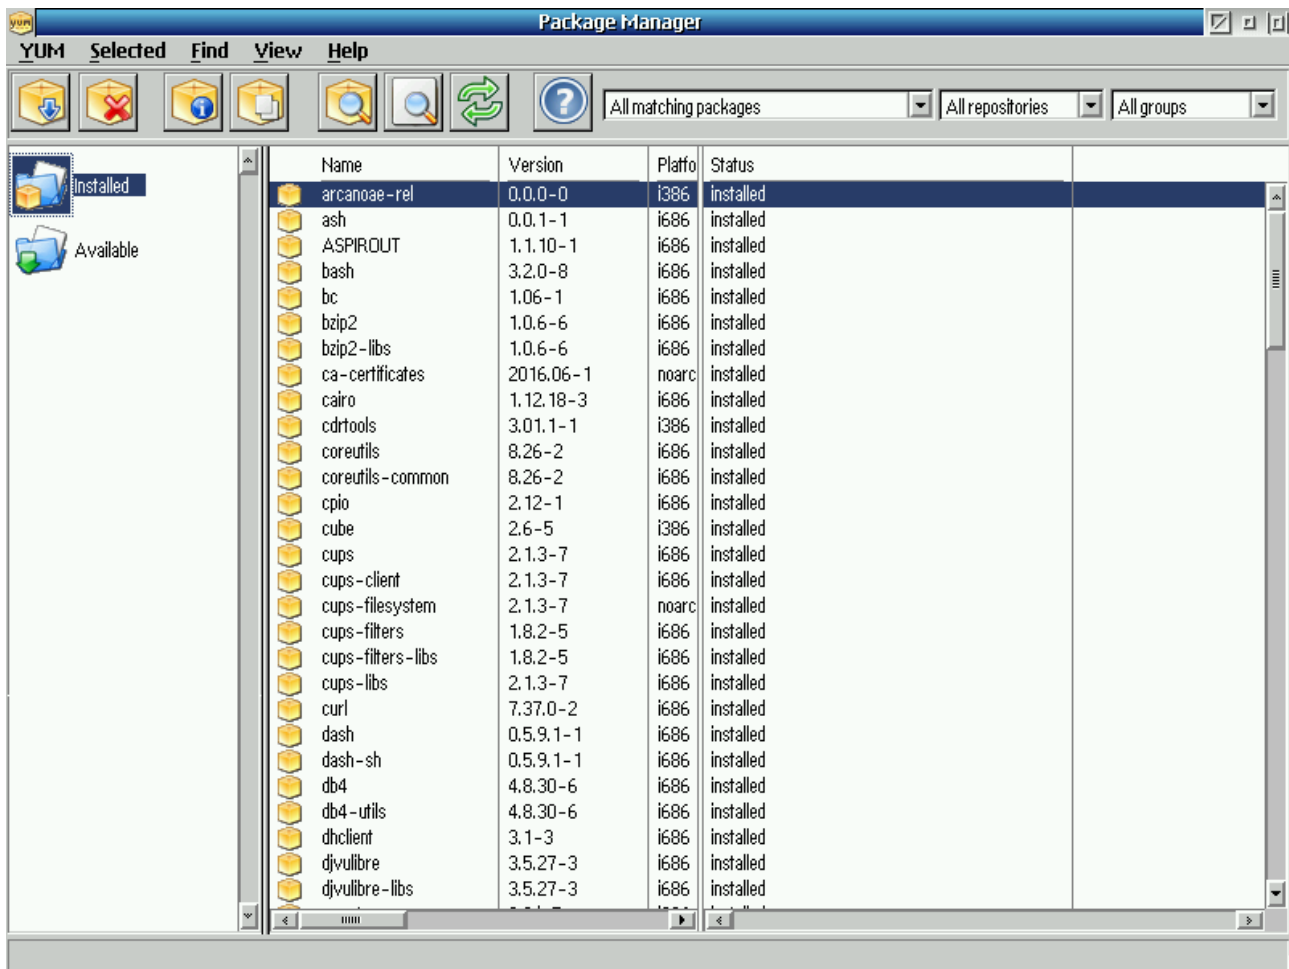 YUM Package Manager
YUM Selected Find View Help
All matching packages All repositories All groups
Name Version Platfo Status
Installed
Available
arcanoae-rel 0.0.0-0 i386 installed
ash 0.0.1-1 i686 installed
ASPIROUT 1.1.10-1 i686 installed
bash 3.2.0-8 i686 installed
bc 1.06-1 i686 installed
bzip2 1.0.6-6 i686 installed
bzip2-libs 1.0.6-6 i686 installed
ca-certificates 2016.06-1 noarc installed
cairo 1.12.18-3 i686 installed
cdrtools 3.01.1-1 i386 installed
coreutils 8.26-2 i686 installed
coreutils-common 8.26-2 i686 installed
cpio 2.12-1 i686 installed
cube 2.6-5 i386 installed
cups 2.1.3-7 i686 installed
cups-client 2.1.3-7 i686 installed
cups-filesystem 2.1.3-7 noarc installed
cups-filters 1.8.2-5 i686 installed
cups-filters-libs 1.8.2-5 i686 installed
cups-libs 2.1.3-7 i686 installed
curl 7.37.0-2 i686 installed
dash 0.5.9.1-1 i686 installed
dash-sh 0.5.9.1-1 i686 installed
db4 4.8.30-6 i686 installed
db4-utils 4.8.30-6 i686 installed
dhclient 3.1-3 i686 installed
djvulibre 3.5.27-3 i686 installed
djvulibre-libs 3.5.27-3 i686 installed